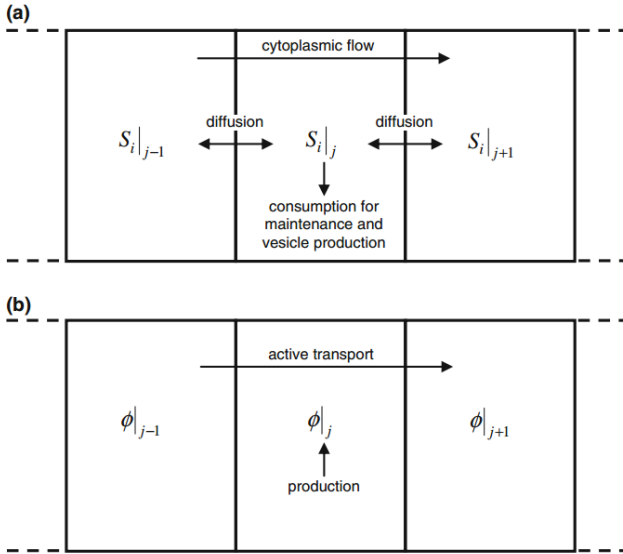 (a)
cytoplasmic flow
diffusion diffusion
S_i|_{j−1} S_i|_j S_i|_{j+1}
consumption for
maintenance and
vesicle production
(b)
active transport
ϕ|_{j−1} ϕ|_j ϕ|_{j+1}
production